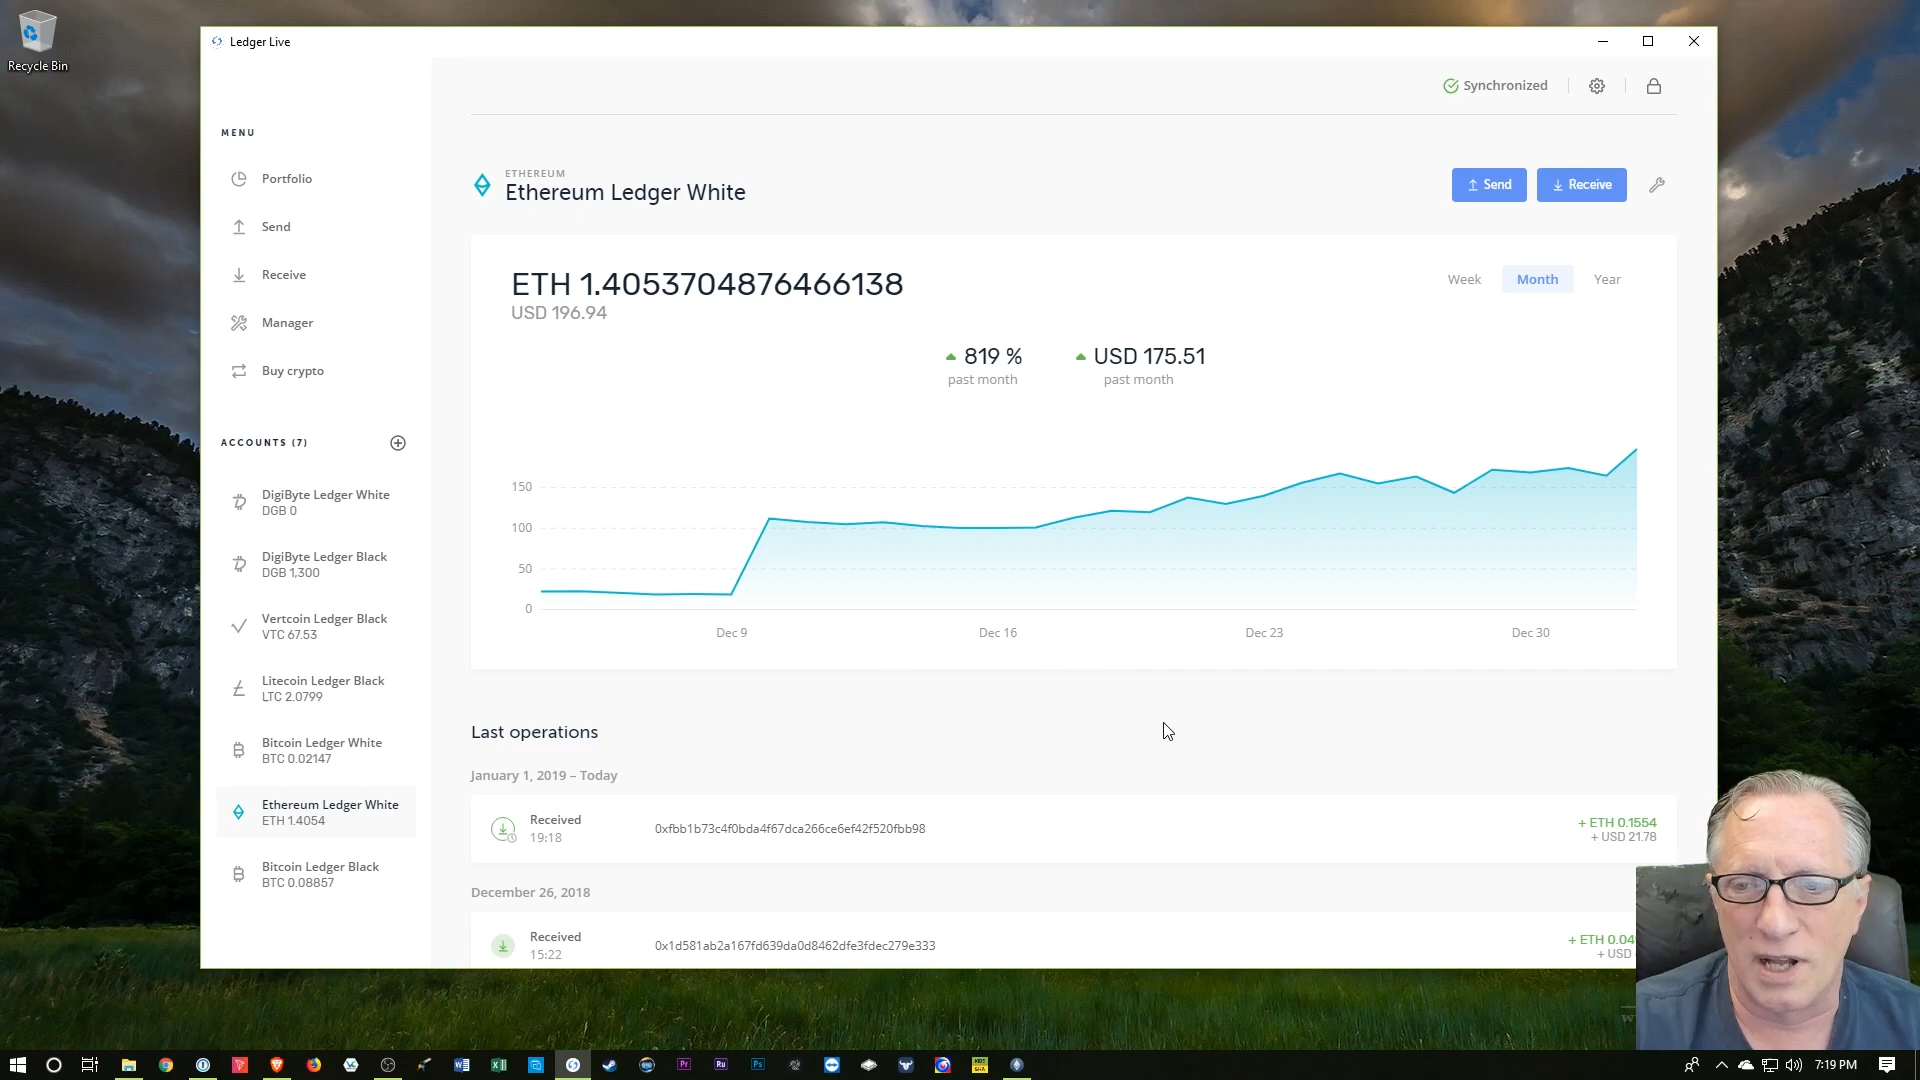 Recycle Bin
Ledger Live
Synchronized
MENU
Portfolio
Send
Receive
Manager
Buy crypto
ACCOUNTS (7)
DigiByte Ledger White
DGB 0
DigiByte Ledger Black
DGB 1,300
Vertcoin Ledger Black
VTC 67.53
Litecoin Ledger Black
LTC 2.0799
Bitcoin Ledger White
BTC 0.02147
Ethereum Ledger White
ETH 1.4054
Bitcoin Ledger Black
BTC 0.08857
ETHEREUM
Ethereum Ledger White
Send
Receive
ETH 1.4053704876466138
USD 196.94
Week Month Year
819 %
past month
USD 175.51
past month
150
100
50
0
Dec 9 Dec 16 Dec 23 Dec 30
Last operations
January 1, 2019 – Today
Received
19:18
0xfbb1b73c4f0bda4f67dca266ce6ef42f520fbb98
+ ETH 0.1554
+ USD 21.78
December 26, 2018
Received
15:22
0x1d581ab2a167fd639da0d8462dfe3fdec279e333
+ ETH 0.04
+ USD
Pr
Ru
Ps
7:19 PM